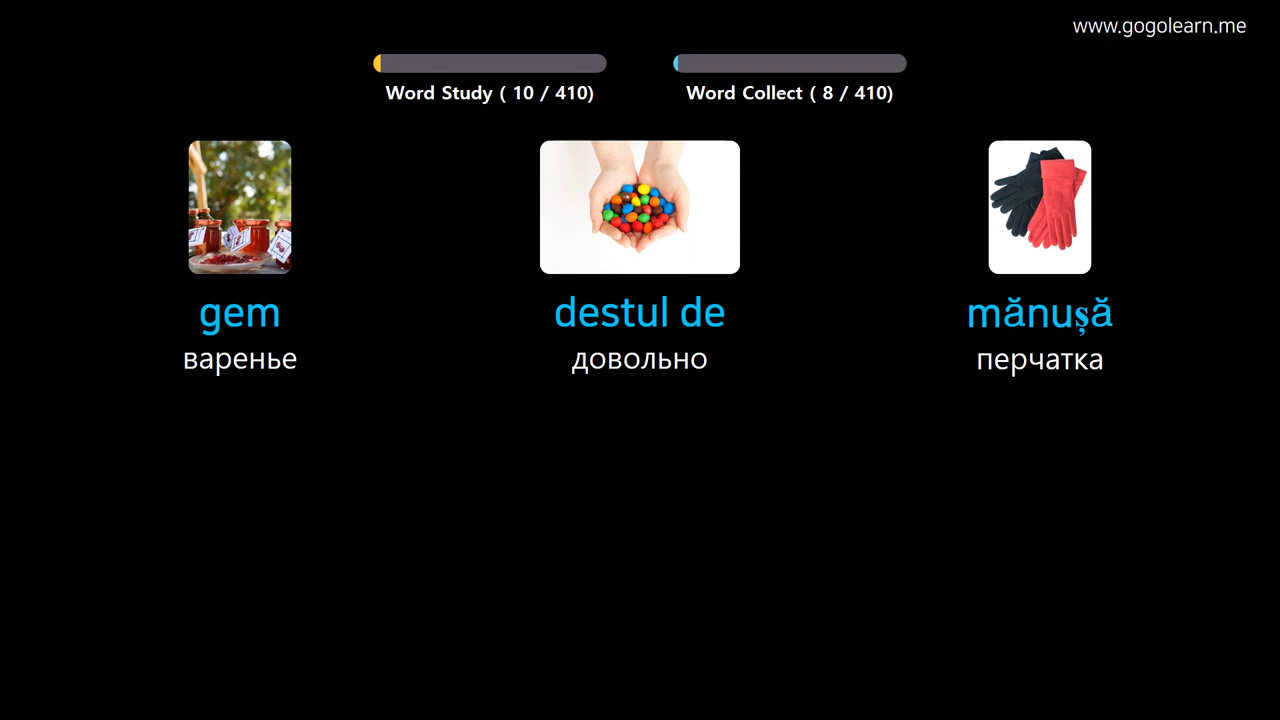 www.gogolearn.me
Word Study ( 10 / 410)
Word Collect ( 8 / 410)
gem
destul de
mănușă
варенье
довольно
перчатка